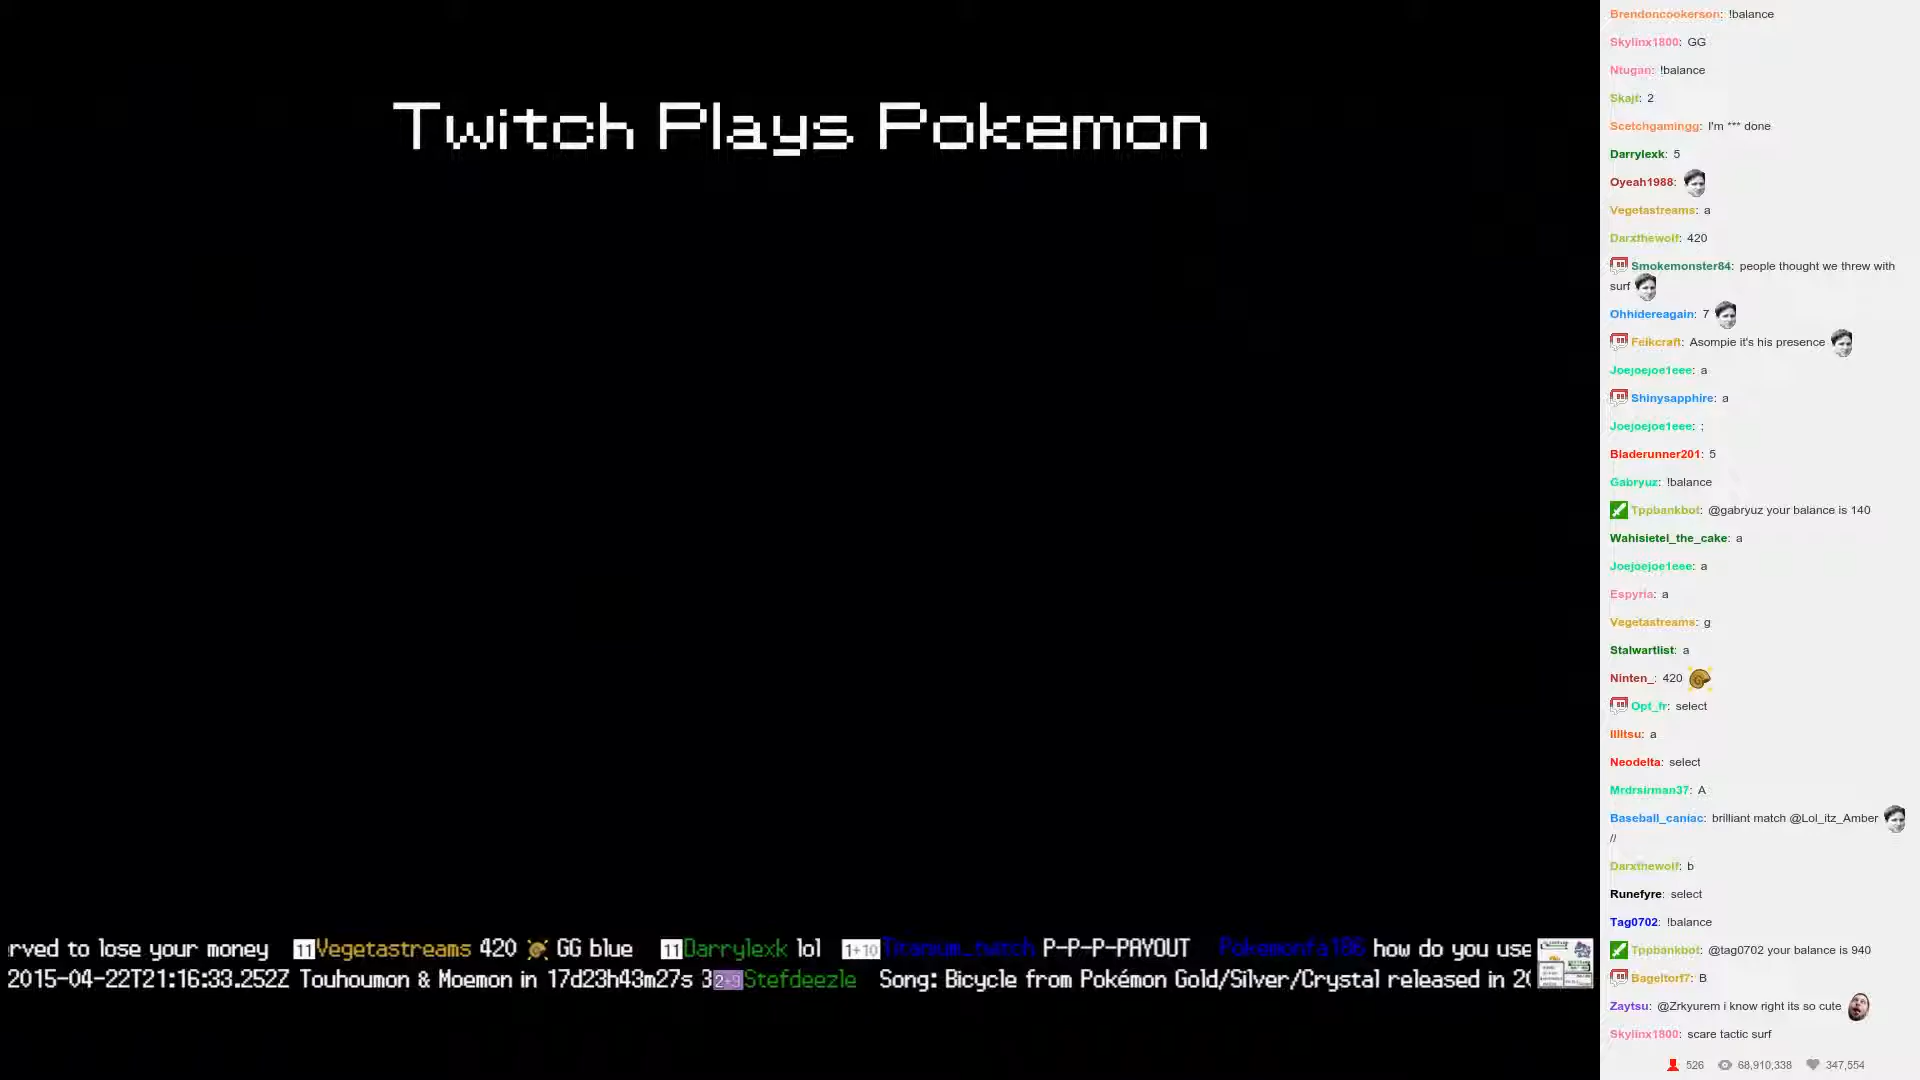 Twitch Plays Pokemon
rved to lose your money 11 Vegetastreams 420 GG blue 11 Darrylexk lol 1+10 Titanium_twitch P-P-P-PAYOUT Pokemonfa186 how do you use
2015-04-22T21:16:33.252Z Touhoumon & Moemon in 17d23h43m27s 3 2+9 Stefdeezle Song: Bicycle from Pokémon Gold/Silver/Crystal released in 20
Brendoncookerson: !balance
Skylinx1800: GG
Ntugan: !balance
Skajf: 2
Scetchgamingg: I'm *** done
Darrylexk: 5
Oyeah1988:
Vegetastreams: a
Darxthewolf: 420
Smokemonster84: people thought we threw with
surf
Ohhidereagain: 7
Feikcraft: Asompie it's his presence
Joejoejoe1eee: a
Shinysapphire: a
Joejoejoe1eee: ;
Bladerunner201: 5
Gabryuz: !balance
Tppbankbot: @gabryuz your balance is 140
Wahisietel_the_cake: a
Joejoejoe1eee: a
Espyria: a
Vegetastreams: g
Stalwartlist: a
Ninten_: 420
Opt_fr: select
a
Neodelta: select
Mrdrsirman37: A
Baseball_caniac: brilliant match @Lol_itz_Amber
//
Darxthewolf: b
Runefyre: select
Tag0702: !balance
Tppbankbot: @tag0702 your balance is 940
Bageltorf7: B
Zaytsu: @Zrkyurem i know right its so cute
Skylinx1800: scare tactic surf
526 68,910,338 347,554